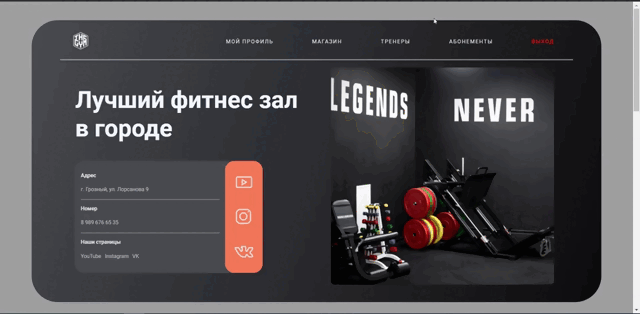 THE
GYM
МОЙ ПРОФИЛЬ
МАГАЗИН
ТРЕНЕРЫ
АБОНЕМЕНТЫ
ВЫХОД
Лучший фитнес зал
в городе
LEGENDS
NEVER
Адрес
г. Грозный, ул. Лорсанова 9
Номер
8 989 676 65 35
Наши страницы
YouTube Instagram VK